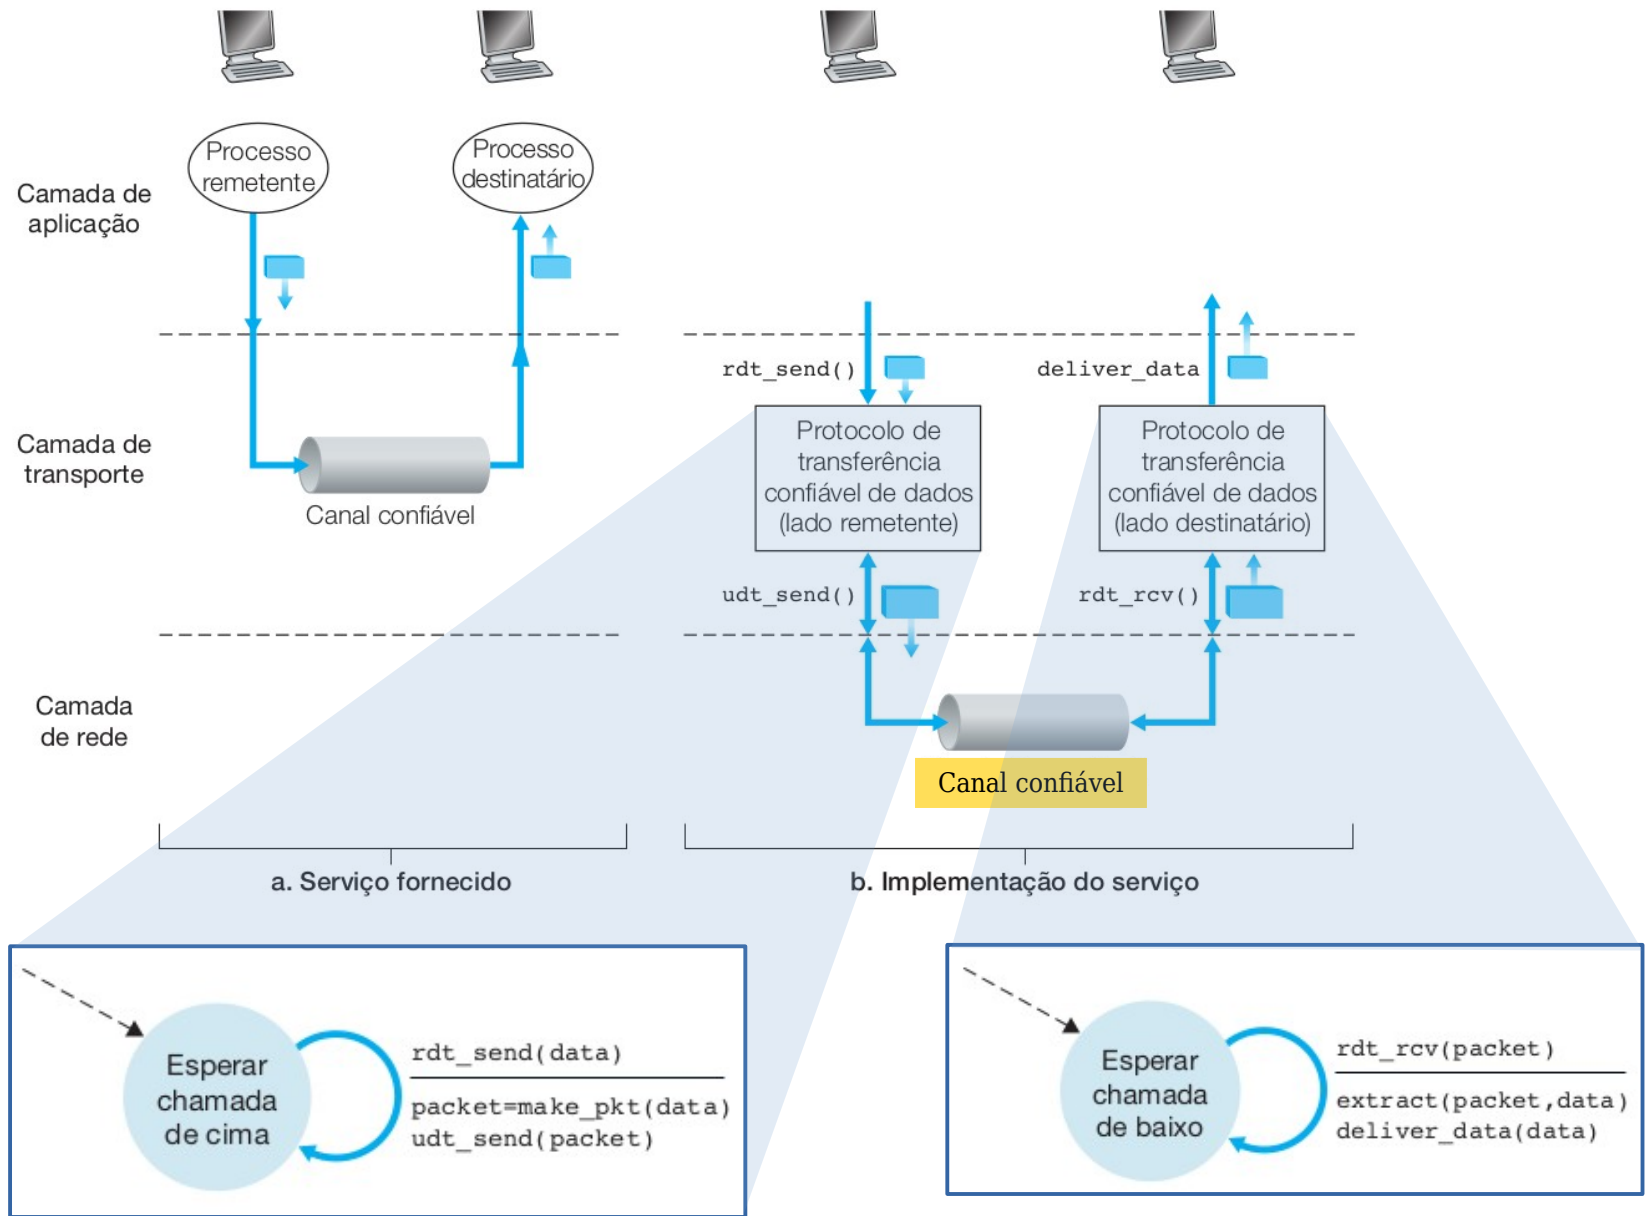 Processo
remetente
Processo
destinatário
Camada de
aplicação
rdt_send()
deliver_data
Camada de
transporte
Canal confiável
Protocolo de
transferência
confiável de dados
(lado remetente)
Protocolo de
transferência
confiável de dados
(lado destinatário)
udt_send()
rdt_rcv()
Camada
de rede
Canal confiável
a. Serviço fornecido
b. Implementação do serviço
Esperar
chamada
de cima
rdt_send(data)
packet=make_pkt(data)
udt_send(packet)
Esperar
chamada
de baixo
rdt_rcv(packet)
extract(packet,data)
deliver_data(data)